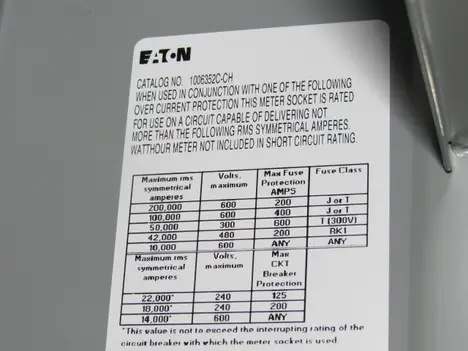 EATON
CATALOG NO. 1006352C-CH
WHEN USED IN CONJUNCTION WITH ONE OF THE FOLLOWING
OVER CURRENT PROTECTION THIS METER SOCKET IS RATED
FOR USE ON A CIRCUIT CAPABLE OF DELIVERING NOT
MORE THAN THE FOLLOWING RMS SYMMETRICAL AMPERES.
WATTHOUR METER NOT INCLUDED IN SHORT CIRCUIT RATING.
Maximum rms symmetrical amperes Volts, maximum Max Fuse Protection AMPS Fuse Class
200,000 600 200 J or T
100,000 600 400 J or T
50,000 300 600 T (300V)
42,000 480 200 RK1
10,000 600 ANY ANY
Maximum rms symmetrical amperes Volts, maximum Max CKT Breaker Protection
22,000* 240 125
18,000* 240 200
14,000* 600 ANY
*This value is not to exceed the interrupting rating of the
circuit breaker with which the meter socket is used.